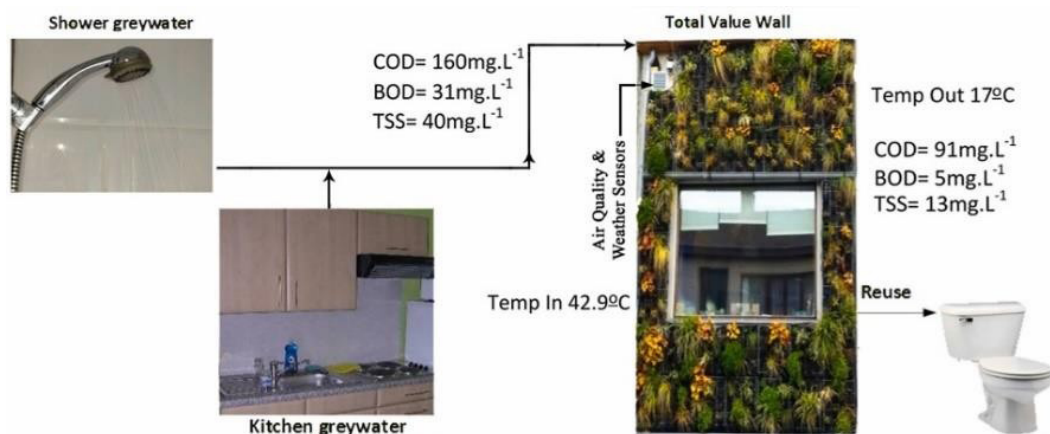 Shower greywater
Total Value Wall
COD= 160mg.L⁻¹
BOD= 31mg.L⁻¹
TSS= 40mg.L⁻¹
Air Quality &
Weather Sensors
Temp Out 17ºC
COD= 91mg.L⁻¹
BOD= 5mg.L⁻¹
TSS= 13mg.L⁻¹
Temp In 42.9ºC
Reuse
Kitchen greywater